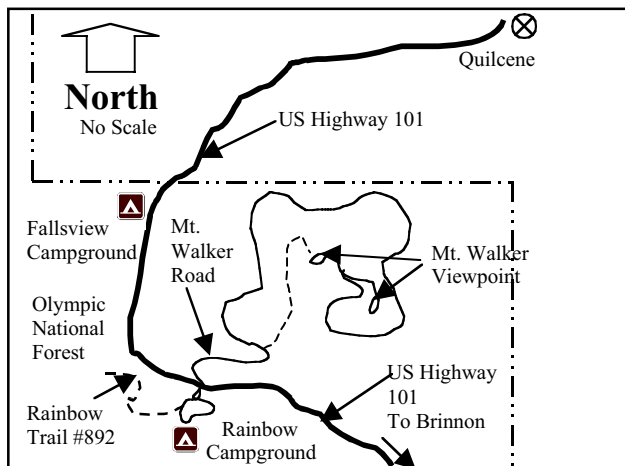 North
No Scale
Quilcene
US Highway 101
Fallsview
Campground
Mt.
Walker
Road
Mt. Walker
Viewpoint
Olympic
National
Forest
US Highway
101
To Brinnon
Rainbow
Trail #892
Rainbow
Campground